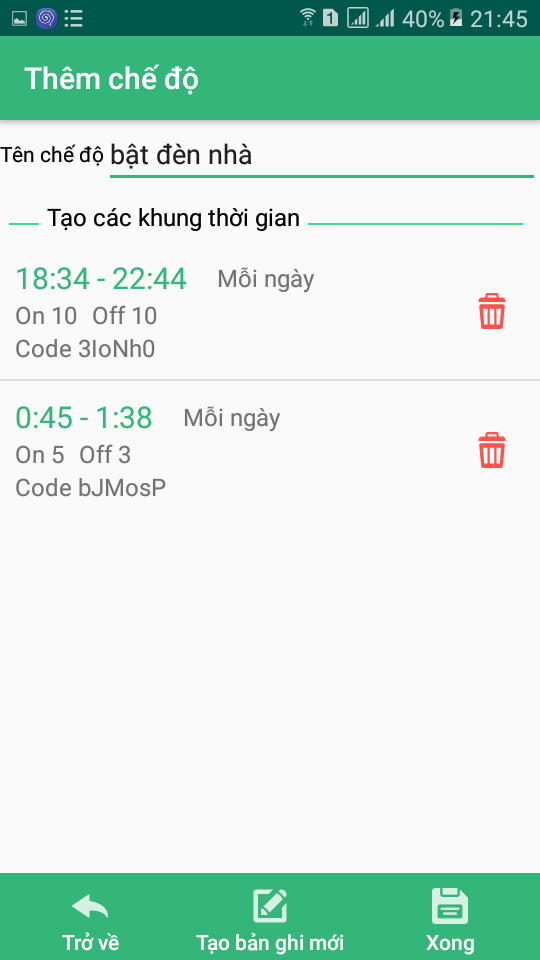 40% 21:45
Thêm chế độ
Tên chế độ bật đèn nhà
Tạo các khung thời gian
18:34 - 22:44 Mỗi ngày
On 10 Off 10
Code 3IoNh0
0:45 - 1:38 Mỗi ngày
On 5 Off 3
Code bJMosP
Trở về Tạo bản ghi mới Xong